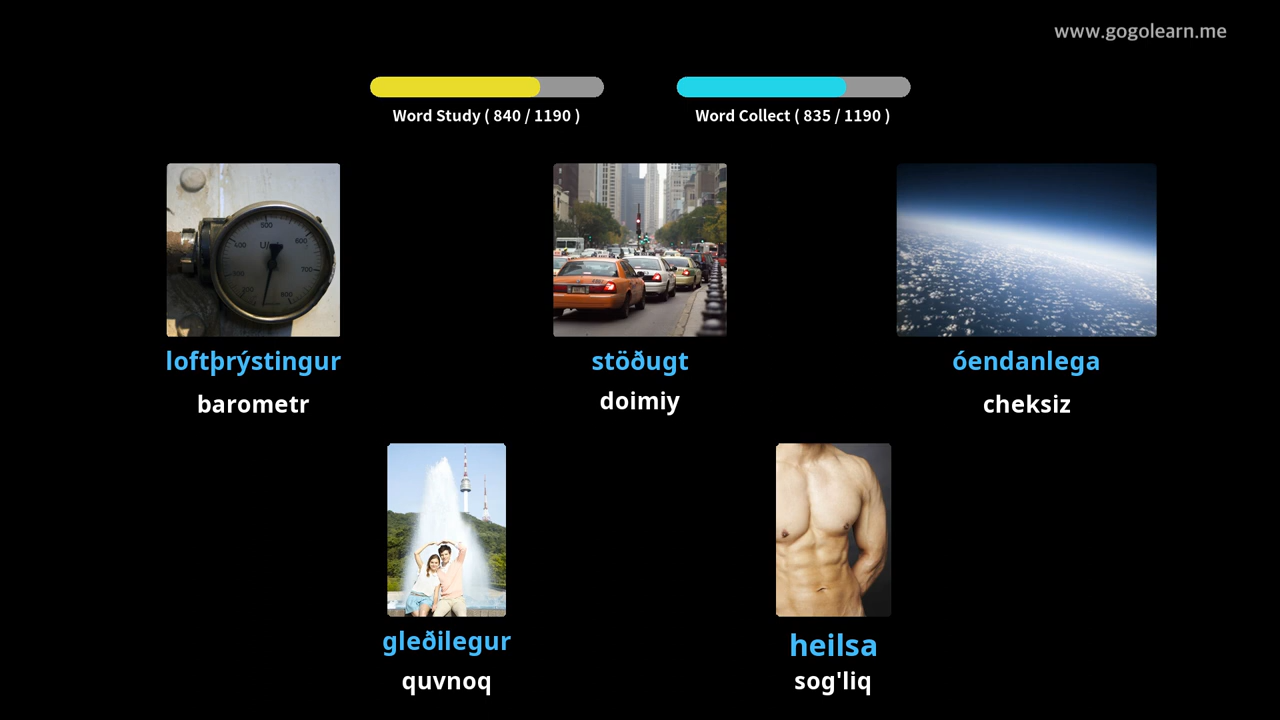 www.gogolearn.me
Word Study ( 840 / 1190 )
Word Collect ( 835 / 1190 )
loftþrýstingur
stöðugt
óendanlega
barometr
doimiy
cheksiz
gleðilegur
heilsa
quvnoq
sog'liq